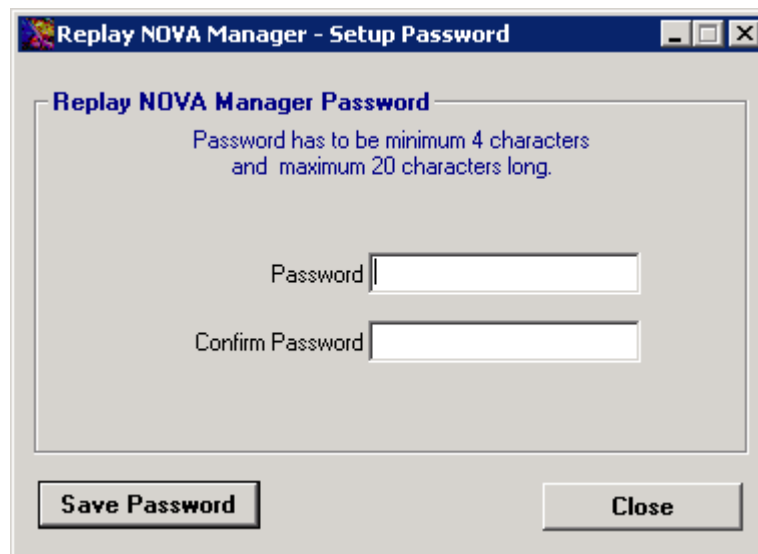 Replay NOVA Manager - Setup Password
Replay NOVA Manager Password
Password has to be minimum 4 characters
and maximum 20 characters long.
Password
Confirm Password
Save Password
Close